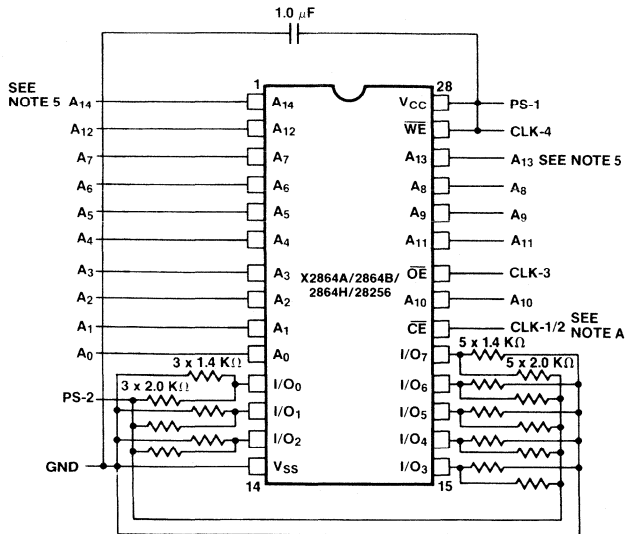 1.0 μF
SEE
NOTE 5 A14
A12
A7
A6
A5
A4
A3
A2
A1
A0
PS-2
GND
3 x 1.4 KΩ
3 x 2.0 KΩ
1
A14
A12
A7
A6
A5
A4
A3
A2
A1
A0
I/O0
I/O1
I/O2
VSS
14
X2864A/2864B/
2864H/28256
28
VCC
WE
A13
A8
A9
A11
OE
A10
CE
I/O7
I/O6
I/O5
I/O4
I/O3
15
PS-1
CLK-4
A13 SEE NOTE 5
A8
A9
A11
CLK-3
A10
CLK-1/2 SEE
NOTE A
5 x 1.4 KΩ
5 x 2.0 KΩ